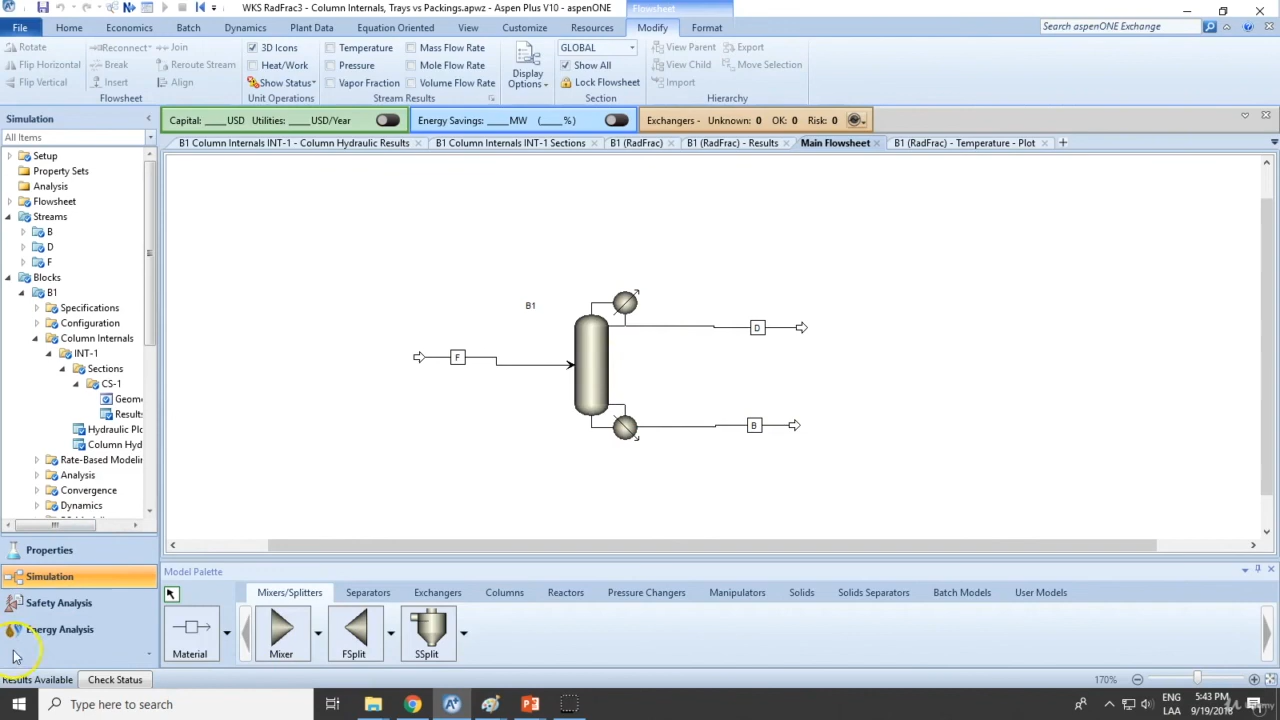 WKS RadFrac3 - Column Internals, Trays vs Packings.apwz - Aspen Plus V10 - aspenONE
Flowsheet
File Home Economics Batch Dynamics Plant Data Equation Oriented View Customize Resources Modify Format
Search aspenONE Exchange
Rotate Reconnect Join
Flip Horizontal Break Reroute Stream
Flip Vertical Insert Align
Flowsheet
3D Icons
Heat/Work
Show Status
Unit Operations
Temperature Mass Flow Rate
Pressure Mole Flow Rate
Vapor Fraction Volume Flow Rate
Stream Results
Display Options
GLOBAL
Show All
Lock Flowsheet
Section
View Parent Export
View Child Move Selection
Import
Hierarchy
Simulation
Capital: ____USD Utilities: ____USD/Year
Energy Savings: ____MW (____%)
Exchangers - Unknown: 0 OK: 0 Risk: 0
All Items
B1 Column Internals INT-1 - Column Hydraulic Results
B1 Column Internals INT-1 Sections
B1 (RadFrac)
B1 (RadFrac) - Results
Main Flowsheet
B1 (RadFrac) - Temperature - Plot
Setup
Property Sets
Analysis
Flowsheet
Streams
B
D
F
Blocks
B1
Specifications
Configuration
Column Internals
INT-1
Sections
CS-1
Geome
Results
Hydraulic Plo
Column Hyd
Rate-Based Modelin
Analysis
Convergence
Dynamics
B1
D
F
B
Properties
Simulation
Safety Analysis
Energy Analysis
Model Palette
Mixers/Splitters Separators Exchangers Columns Reactors Pressure Changers Manipulators Solids Solids Separators Batch Models User Models
Material Mixer FSplit SSplit
Results Available Check Status
170%
Type here to search
ENG
LAA
5:43 PM